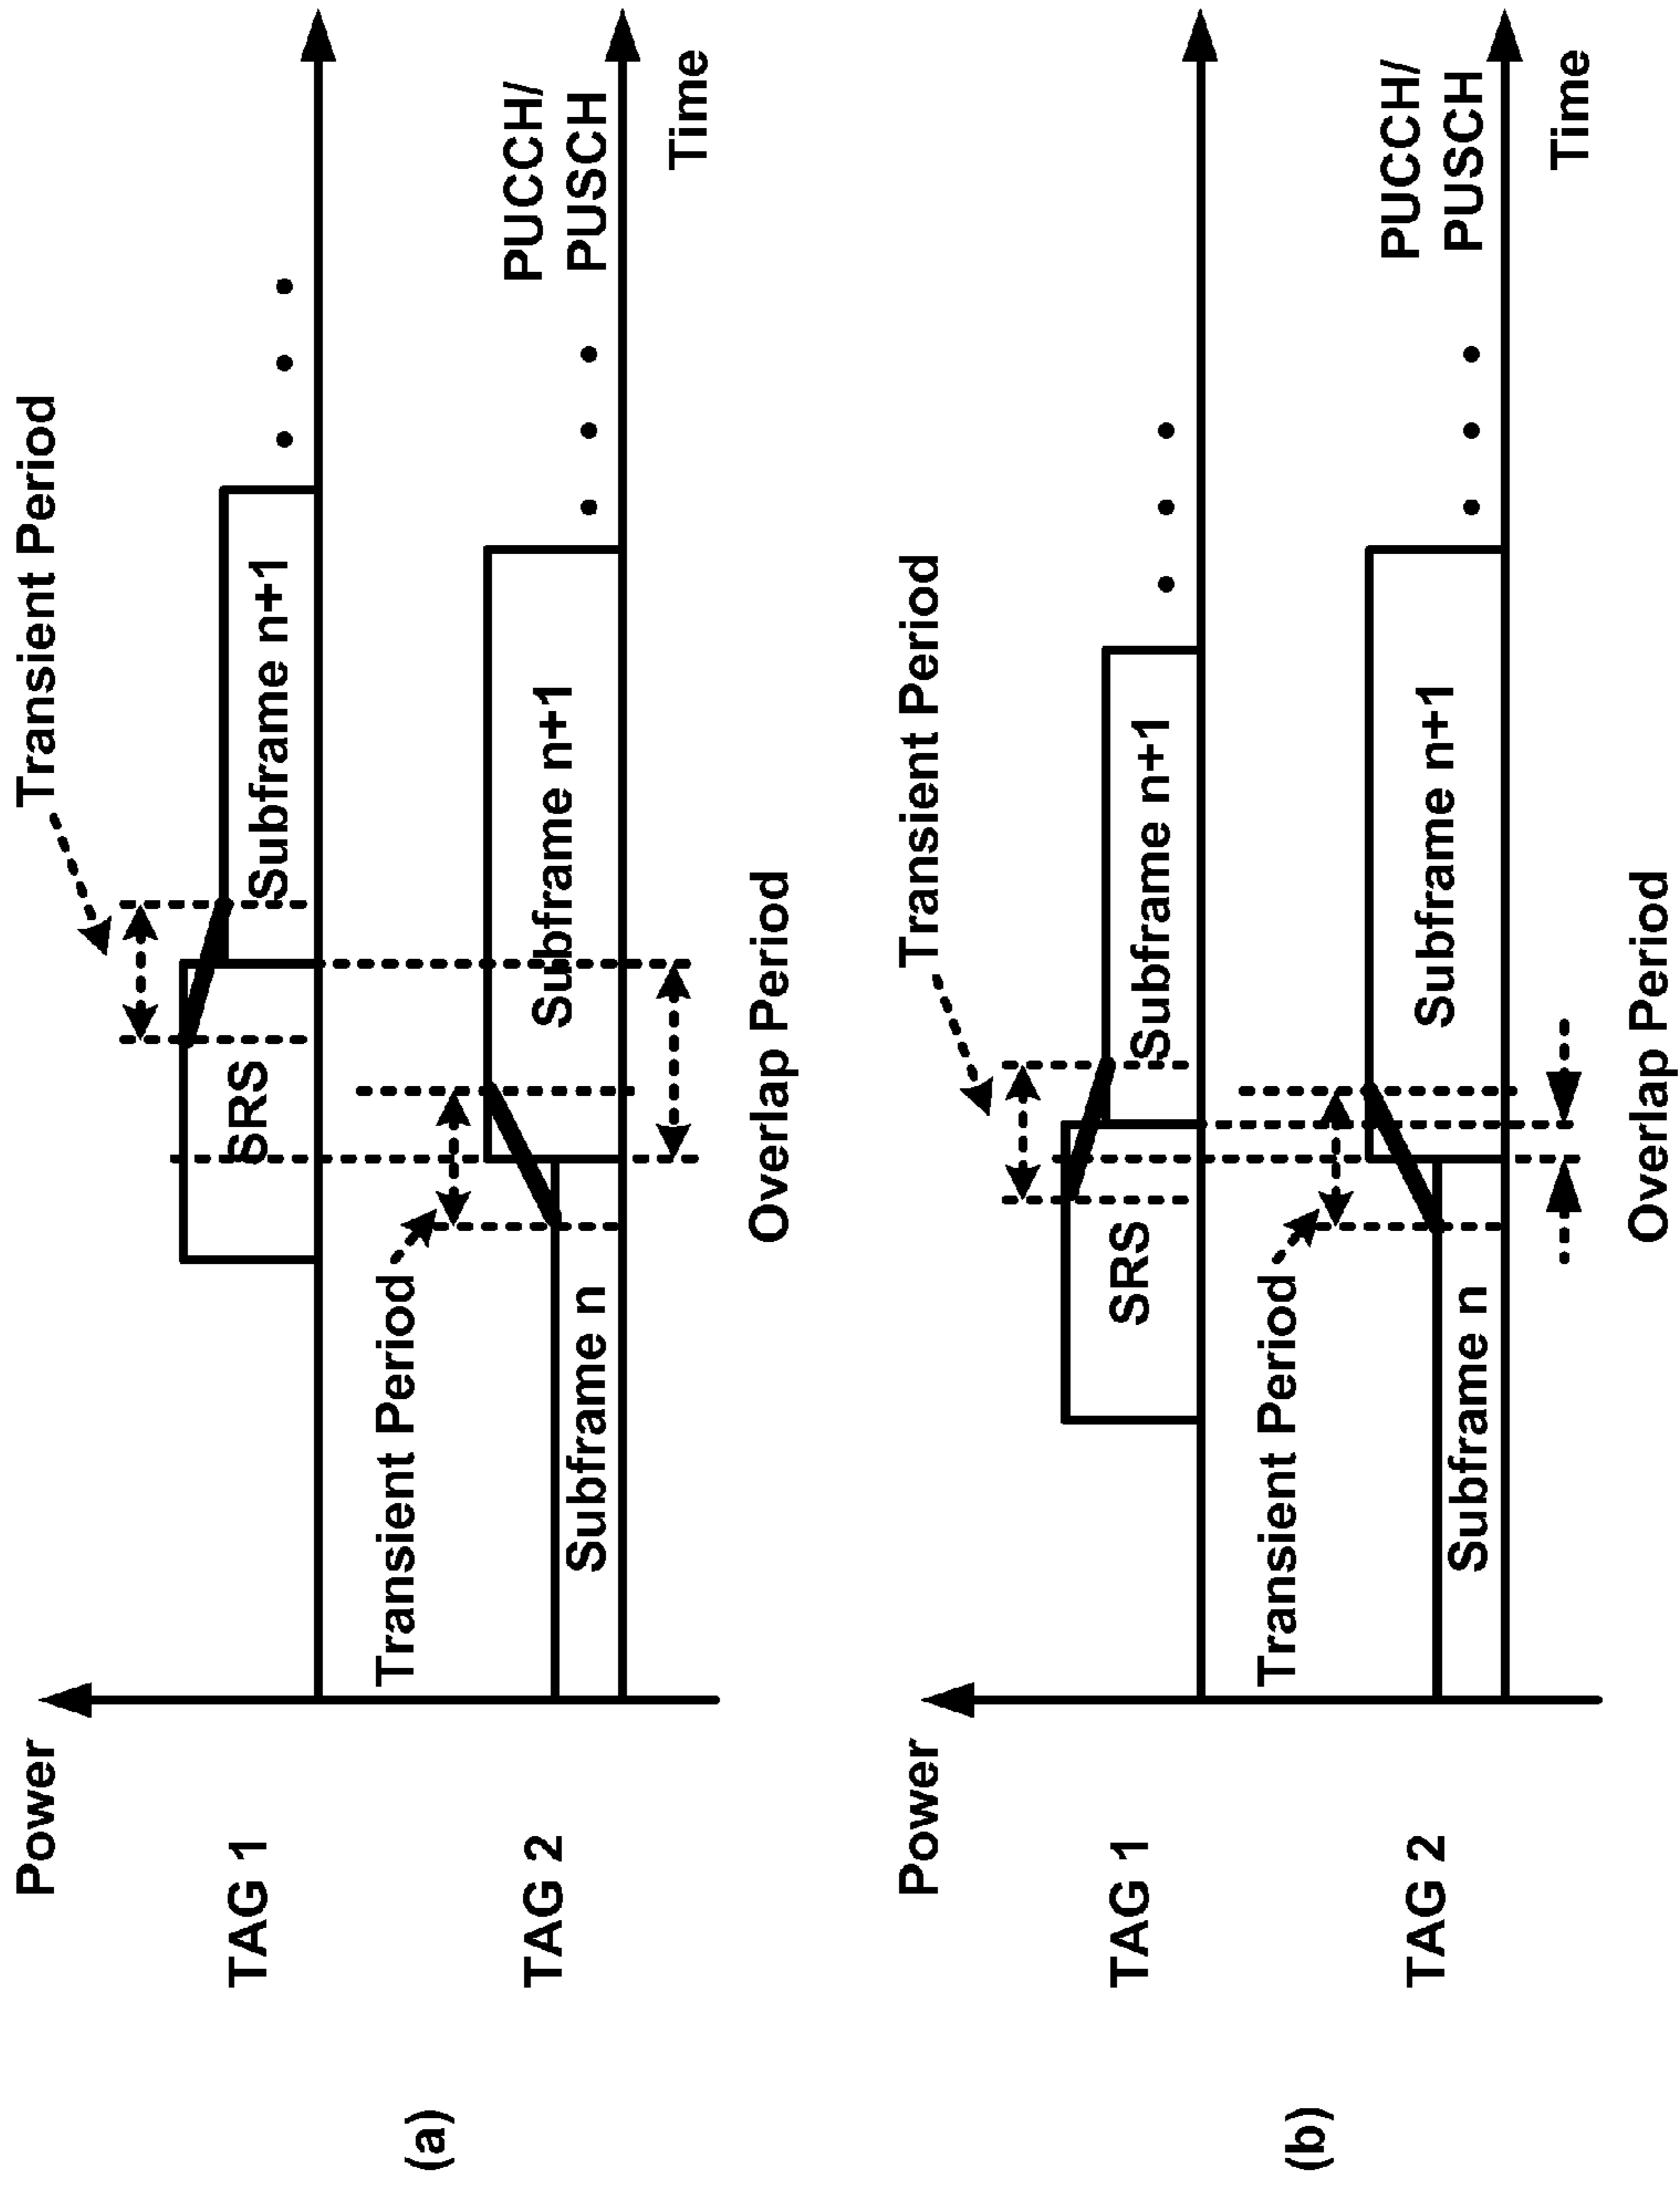 Power
Transient Period
TAG 1
SRS
Subframe n+1
Transient Period
PUCCH/
PUSCH
TAG 2
Subframe n
Subframe n+1
Time
Overlap Period
(a)
Power
Transient Period
TAG 1
SRS
Subframe n+1
Transient Period
PUCCH/
PUSCH
TAG 2
Subframe n
Subframe n+1
Time
Overlap Period
(b)